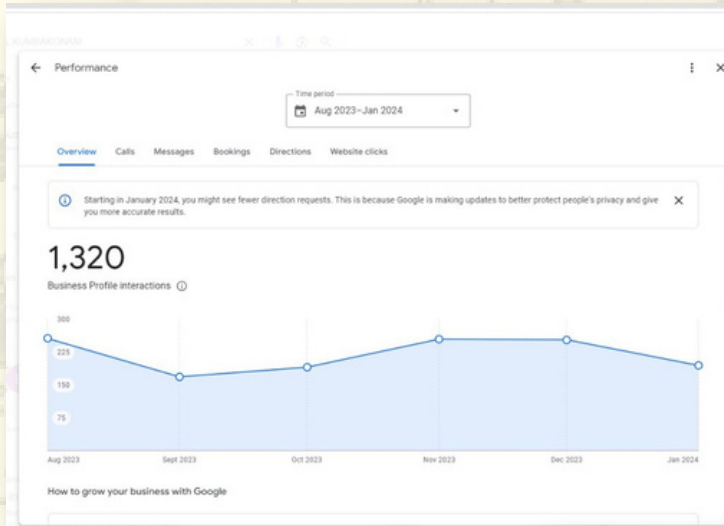 KUMBAKONAM
Performance
Time period
Aug 2023–Jan 2024
Overview Calls Messages Bookings Directions Website clicks
Starting in January 2024, you might see fewer direction requests. This is because Google is making updates to better protect people's privacy and give
you more accurate results.
1,320
Business Profile interactions
300
225
150
75
Aug 2023 Sept 2023 Oct 2023 Nov 2023 Dec 2023 Jan 2024
How to grow your business with Google